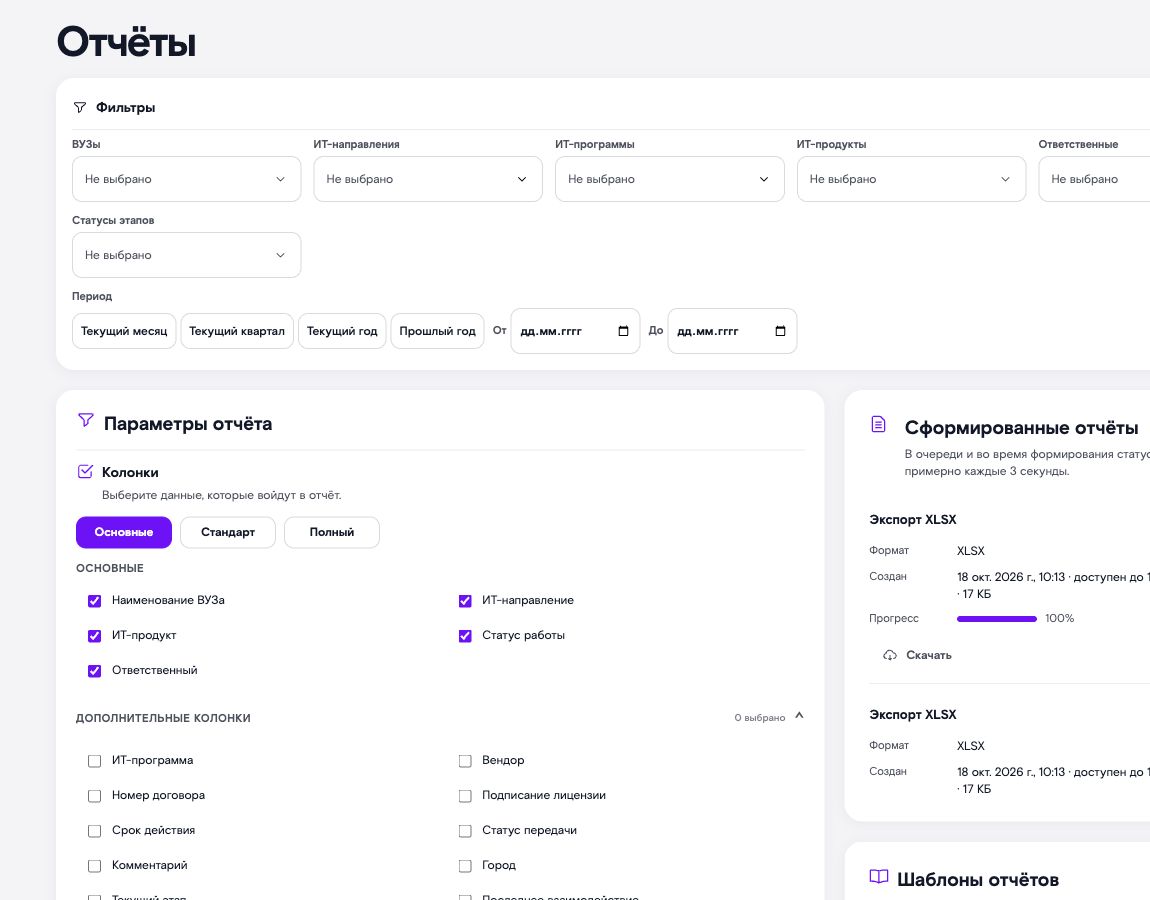 Отчёты
Фильтры
ВУЗы ИТ-направления ИТ-программы ИТ-продукты Ответственные
Не выбрано Не выбрано Не выбрано Не выбрано Не выбрано
Статусы этапов
Не выбрано
Период
Текущий месяц Текущий квартал Текущий год Прошлый год От дд.мм.гггг До дд.мм.гггг
Параметры отчёта
Колонки
Выберите данные, которые войдут в отчёт.
Основные Стандарт Полный
ОСНОВНЫЕ
Наименование ВУЗа ИТ-направление
ИТ-продукт Статус работы
Ответственный
ДОПОЛНИТЕЛЬНЫЕ КОЛОНКИ 0 выбрано
ИТ-программа Вендор
Номер договора Подписание лицензии
Срок действия Статус передачи
Комментарий Город
Текущий этап Последнее взаимодействие
Сформированные отчёты
В очереди и во время формирования статус
примерно каждые 3 секунды.
Экспорт XLSX
Формат XLSX
Создан 18 окт. 2026 г., 10:13 · доступен до 1
· 17 КБ
Прогресс 100%
Скачать
Экспорт XLSX
Формат XLSX
Создан 18 окт. 2026 г., 10:13 · доступен до 1
· 17 КБ
Шаблоны отчётов